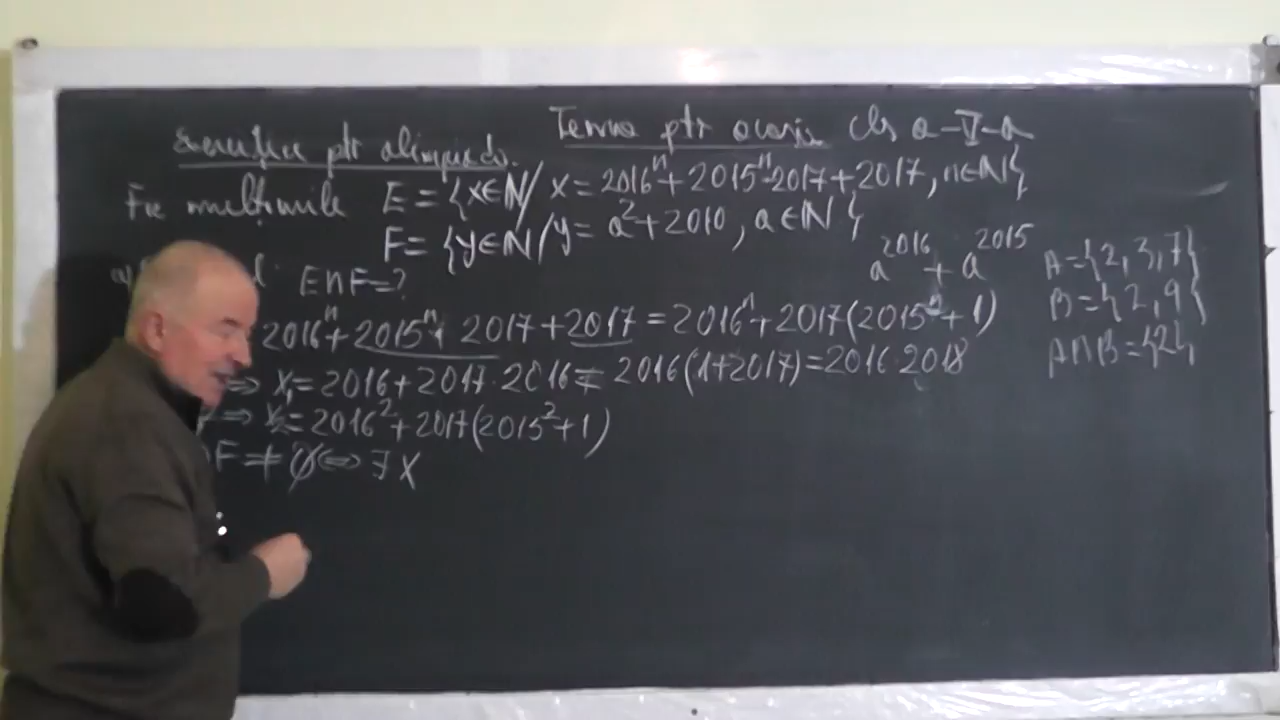 Tema ptr acasa cls a-V-a
Exercitii ptr olimpiada.
Fie multimile E = {x∈ℕ/ x = 2016ⁿ + 2015ⁿ·2017 + 2017, n∈ℕ}
F = {y∈ℕ/ y = a² + 2010, a∈ℕ}
a²⁰¹⁶ + a²⁰¹⁵
E∩F=?
2016ⁿ + 2015ⁿ· 2017 + 2017 = 2016ⁿ + 2017(2015ⁿ + 1)
⇒ x₁ = 2016 + 2017·2016 = 2016(1+2017) = 2016·2018
⇒ x₂ = 2016² + 2017(2015² + 1)
F ≠ ∅ ⇔ ∃ x
A={2,3,7}
B={2,9}
A∩B={2},